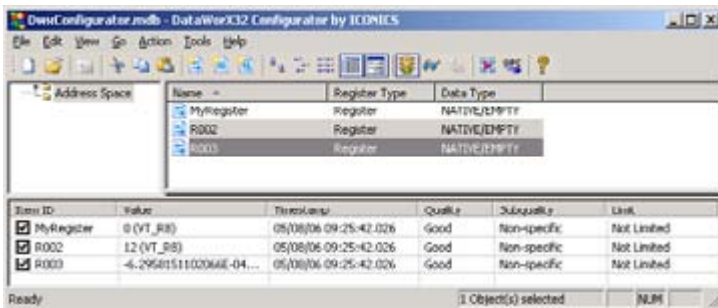 DwxConfigurator.mdb - DataWorX32 Configurator by ICONICS
File Edit View Go Action Tools Help
Address Space
Name Register Type Data Type
MyRegister Register NATIVE/EMPTY
R002 Register NATIVE/EMPTY
R003 Register NATIVE/EMPTY
Item ID Value Timestamp Quality Subquality Limit
MyRegister 0 (VT_R8) 05/08/06 09:25:42.026 Good Non-specific Not Limited
R002 12 (VT_R8) 05/08/06 09:25:42.026 Good Non-specific Not Limited
R003 05/08/06 09:25:42.026 Good Non-specific Not Limited
Ready 1 Object(s) selected NUM